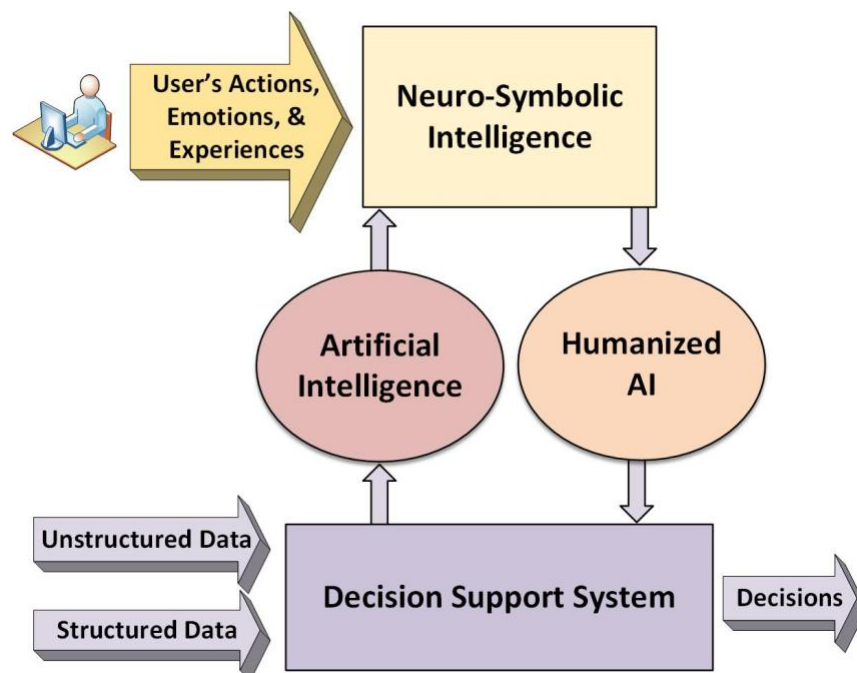 User's Actions,
Emotions, &
Experiences
Neuro-Symbolic
Intelligence
Artificial
Intelligence
Humanized
AI
Unstructured Data
Structured Data
Decision Support System
Decisions